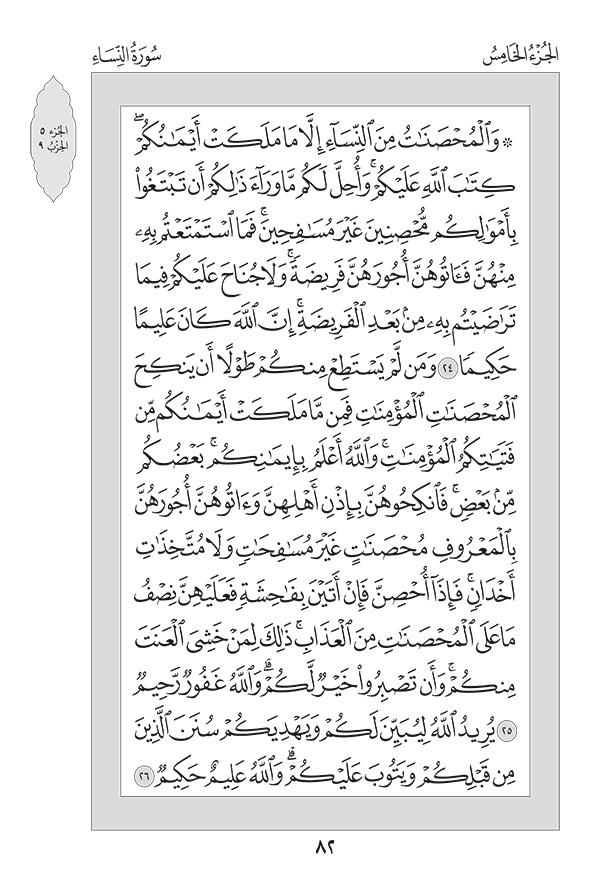 الجُزْءُ الخَامِسُ
سُورَةُ النِّسَاءِ
الجُزء ٥
الحِزْبُ ٩
۞ وَٱلْمُحْصَنَٰتُ مِنَ ٱلنِّسَآءِ إِلَّا مَا مَلَكَتْ أَيْمَٰنُكُمْۖ
كِتَٰبَ ٱللَّهِ عَلَيْكُمْۚ وَأُحِلَّ لَكُم مَّا وَرَآءَ ذَٰلِكُمْ أَن تَبْتَغُوا۟
بِأَمْوَٰلِكُم مُّحْصِنِينَ غَيْرَ مُسَٰفِحِينَۚ فَمَا ٱسْتَمْتَعْتُم بِهِۦ
مِنْهُنَّ فَـَٔاتُوهُنَّ أُجُورَهُنَّ فَرِيضَةًۚ وَلَا جُنَاحَ عَلَيْكُمْ فِيمَا
تَرَٰضَيْتُم بِهِۦ مِنۢ بَعْدِ ٱلْفَرِيضَةِۚ إِنَّ ٱللَّهَ كَانَ عَلِيمًا
حَكِيمًا ٢٤ وَمَن لَّمْ يَسْتَطِعْ مِنكُمْ طَوْلًا أَن يَنكِحَ
ٱلْمُحْصَنَٰتِ ٱلْمُؤْمِنَٰتِ فَمِن مَّا مَلَكَتْ أَيْمَٰنُكُم مِّن
فَتَيَٰتِكُمُ ٱلْمُؤْمِنَٰتِۚ وَٱللَّهُ أَعْلَمُ بِإِيمَٰنِكُمۚ بَعْضُكُم
مِّنۢ بَعْضٍۚ فَٱنكِحُوهُنَّ بِإِذْنِ أَهْلِهِنَّ وَءَاتُوهُنَّ أُجُورَهُنَّ
بِٱلْمَعْرُوفِ مُحْصَنَٰتٍ غَيْرَ مُسَٰفِحَٰتٍ وَلَا مُتَّخِذَٰتِ
أَخْدَانٍۚ فَإِذَآ أُحْصِنَّ فَإِنْ أَتَيْنَ بِفَٰحِشَةٍ فَعَلَيْهِنَّ نِصْفُ
مَا عَلَى ٱلْمُحْصَنَٰتِ مِنَ ٱلْعَذَابِۚ ذَٰلِكَ لِمَنْ خَشِىَ ٱلْعَنَتَ
مِنكُمْۚ وَأَن تَصْبِرُوا۟ خَيْرٌ لَّكُمْۗ وَٱللَّهُ غَفُورٌ رَّحِيمٌ
٢٥ يُرِيدُ ٱللَّهُ لِيُبَيِّنَ لَكُمْ وَيَهْدِيَكُمْ سُنَنَ ٱلَّذِينَ
مِن قَبْلِكُمْ وَيَتُوبَ عَلَيْكُمْۗ وَٱللَّهُ عَلِيمٌ حَكِيمٌ ٢٦
٨٢